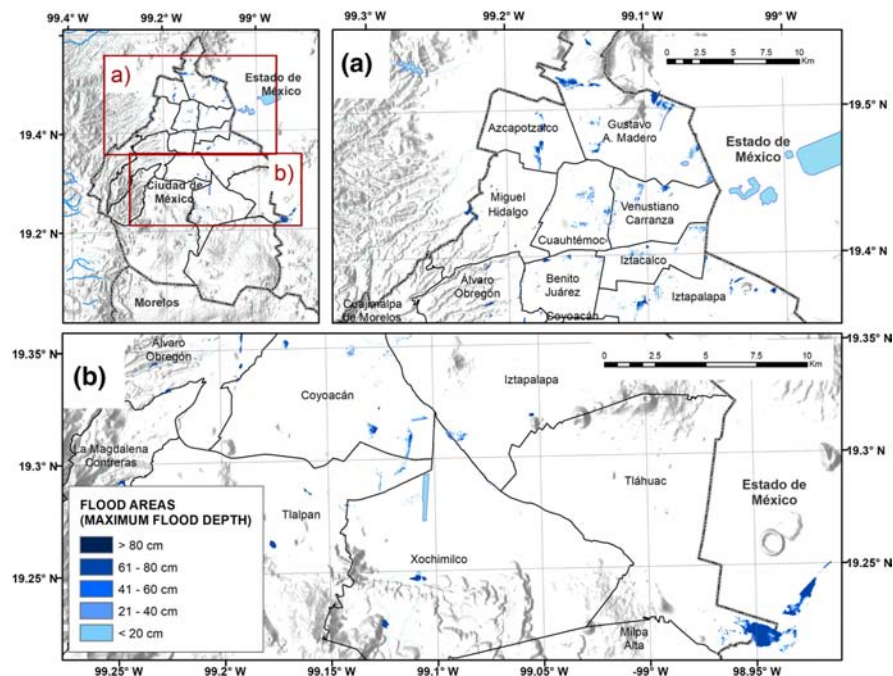 99.4° W
99.2° W
99° W
19.4° N
19.2° N
a)
b)
Estado de
México
Ciudad de
México
Morelos
99.3° W
99.2° W
99.1° W
99° W
(a)
0
2.5
5
7.5
10
Km
19.5° N
19.4° N
Azcapotzalco
Gustavo
A. Madero
Estado de
México
Miguel
Hidalgo
Venustiano
Carranza
Cuauhtémoc
Iztacalco
Álvaro
Obregón
Benito
Juárez
Iztapalapa
Cuajimalpa
de Morelos
Coyoacán
19.35° N
19.3° N
19.25° N
(b)
0
2.5
5
7.5
10
Km
19.35° N
19.3° N
19.25° N
Álvaro
Obregón
Coyoacán
Iztapalapa
La Magdalena
Contreras
Tláhuac
Estado de
México
Tlalpan
Xochimilco
Milpa
Alta
FLOOD AREAS
(MAXIMUM FLOOD DEPTH)
> 80 cm
61 - 80 cm
41 - 60 cm
21 - 40 cm
< 20 cm
99.25° W
99.2° W
99.15° W
99.1° W
99.05° W
99° W
98.95° W